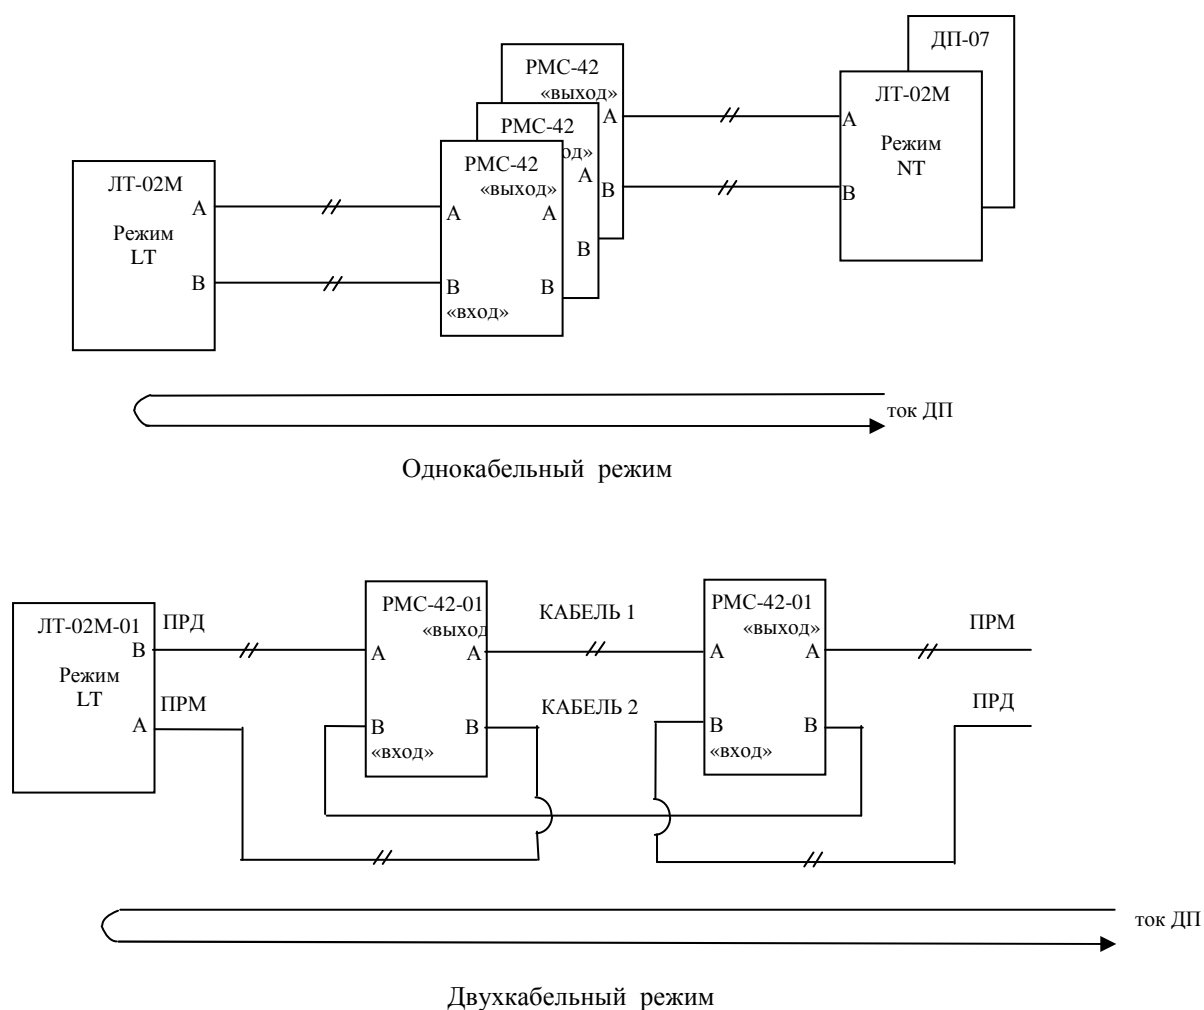 ДП-07
РМС-42
«выход»
А
В
ЛТ-02М
А
Режим
NT
В
РМС-42
од»
А
В
РМС-42
«выход»
А
А
В
В
«вход»
ЛТ-02М
А
Режим
LT
В
ток ДП
Однокабельный режим
ЛТ-02М-01
В
Режим
LT
А
ПРД
ПРМ
РМС-42-01
«выход
А
А
В
В
«вход»
КАБЕЛЬ 1
КАБЕЛЬ 2
РМС-42-01
«выход»
А
А
В
В
«вход»
ПРМ
ПРД
ток ДП
Двухкабельный режим